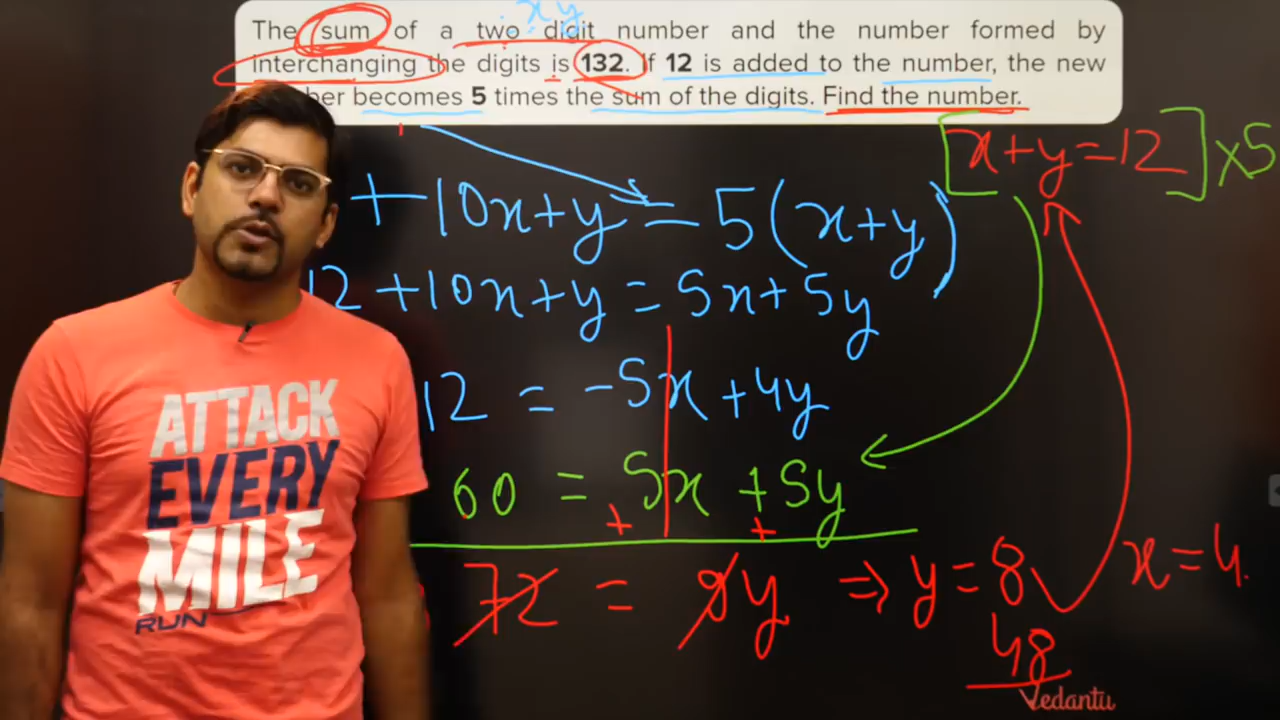 x y
The sum of a two digit number and the number formed by
interchanging the digits is 132. If 12 is added to the number, the new
becomes 5 times the sum of the digits. Find the number.
[x+y=12]×5
+10x+y=5(x+y)
12+10x+y=5x+5y
12 = -5x+4y
60 = 5x+5y
+ +
72 = 9y ⇒ y=8 x=4.
48
Vedantu
ATTACK
EVERY
MILE
RUN